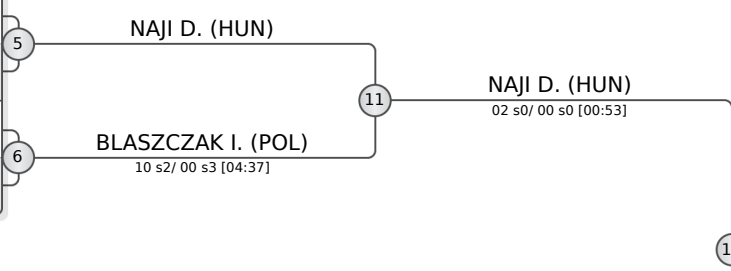 NAJI D. (HUN)
5
11
NAJI D. (HUN)
02 s0/ 00 s0 [00:53]
BLASZCZAK I. (POL)
6
10 s2/ 00 s3 [04:37]